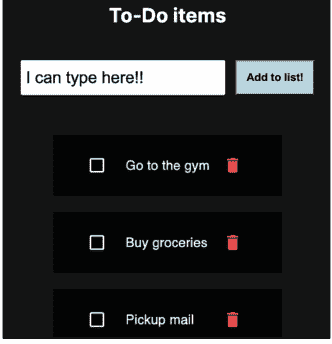 To-Do items
I can type here!!
Add to list!
Go to the gym
Buy groceries
Pickup mail